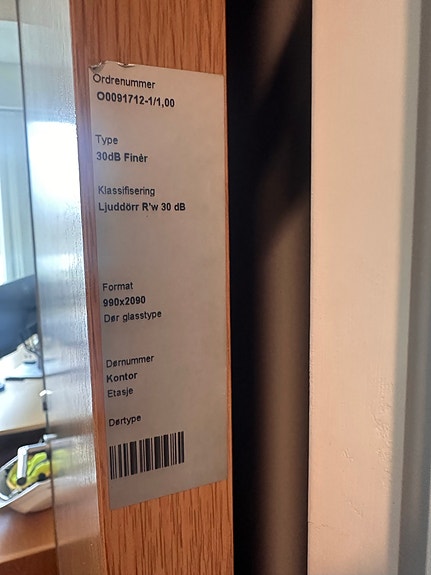 Ordrenummer
O0091712-1/1,00
Type
30dB Finèr
Klassifisering
Ljuddörr R'w 30 dB
Format
990x2090
Dør glasstype
Dørnummer
Kontor
Etasje
Dørtype